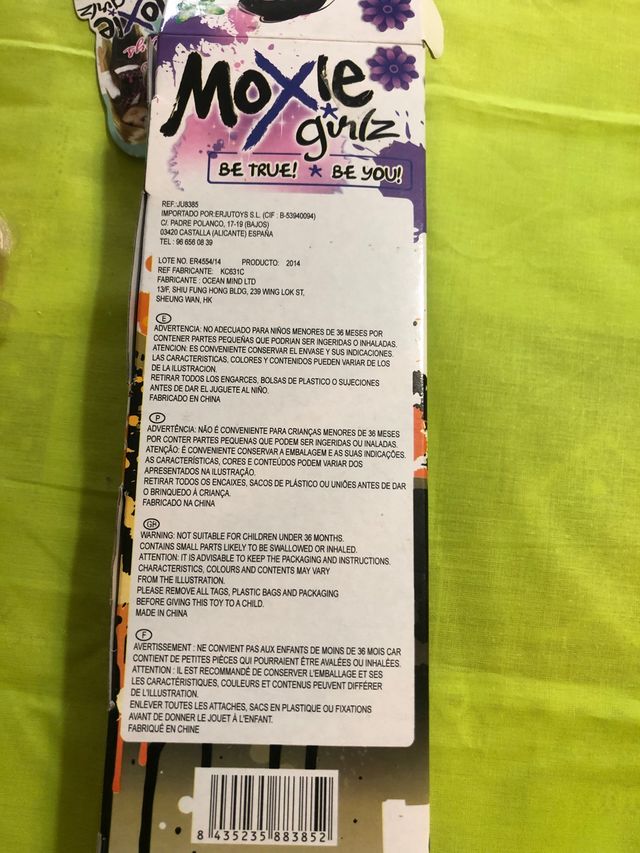 MOXIE
girlz
MOXIE
girlz
BE TRUE! ★ BE YOU!
REF: JU8385
IMPORTADO POR:ERJUTOYS S.L. (CIF : B-53940094)
C/. PADRE POLANCO, 17-19 (BAJOS)
03420 CASTALLA (ALICANTE) ESPAÑA
TEL : 96 656 08 39
LOTE NO. ER4554/14 PRODUCTO: 2014
REF FABRICANTE: KC631C
FABRICANTE : OCEAN MIND LTD
13/F, SHIU FUNG HONG BLDG, 239 WING LOK ST,
SHEUNG WAN, HK
E
ADVERTENCIA: NO ADECUADO PARA NIÑOS MENORES DE 36 MESES POR
CONTENER PARTES PEQUEÑAS QUE PODRIAN SER INGERIDAS O INHALADAS.
ATENCION: ES CONVENIENTE CONSERVAR EL ENVASE Y SUS INDICACIONES.
LAS CARACTERISTICAS, COLORES Y CONTENIDOS PUEDEN VARIAR DE LOS
DE LA ILUSTRACION.
RETIRAR TODOS LOS ENGARCES, BOLSAS DE PLASTICO O SUJECIONES
ANTES DE DAR EL JUGUETE AL NIÑO.
FABRICADO EN CHINA
P
ADVERTÊNCIA: NÃO É CONVENIENTE PARA CRIANÇAS MENORES DE 36 MESES
POR CONTER PARTES PEQUENAS QUE PODEM SER INGERIDAS OU INALADAS.
ATENÇÃO: É CONVENIENTE CONSERVAR A EMBALAGEM E AS SUAS INDICAÇÕES.
AS CARACTERÍSTICAS, CORES E CONTEÚDOS PODEM VARIAR DOS
APRESENTADOS NA ILUSTRAÇÃO.
RETIRAR TODOS OS ENCAIXES, SACOS DE PLÁSTICO OU UNIÕES ANTES DE DAR
O BRINQUEDO À CRIANÇA.
FABRICADO NA CHINA
GB
WARNING: NOT SUITABLE FOR CHILDREN UNDER 36 MONTHS.
CONTAINS SMALL PARTS LIKELY TO BE SWALLOWED OR INHALED.
ATTENTION: IT IS ADVISABLE TO KEEP THE PACKAGING AND INSTRUCTIONS.
CHARACTERISTICS, COLOURS AND CONTENTS MAY VARY
FROM THE ILLUSTRATION.
PLEASE REMOVE ALL TAGS, PLASTIC BAGS AND PACKAGING
BEFORE GIVING THIS TOY TO A CHILD.
MADE IN CHINA
F
AVERTISSEMENT : NE CONVIENT PAS AUX ENFANTS DE MOINS DE 36 MOIS CAR
CONTIENT DE PETITES PIÈCES QUI POURRAIENT ÊTRE AVALÉES OU INHALÉES.
ATTENTION : IL EST RECOMMANDÉ DE CONSERVER L'EMBALLAGE ET SES
LES CARACTÉRISTIQUES, COULEURS ET CONTENUS PEUVENT DIFFÉRER
DE L'ILLUSTRATION.
ENLEVER TOUTES LES ATTACHES, SACS EN PLASTIQUE OU FIXATIONS
AVANT DE DONNER LE JOUET À L'ENFANT.
FABRIQUÉ EN CHINE
8 435235 883852